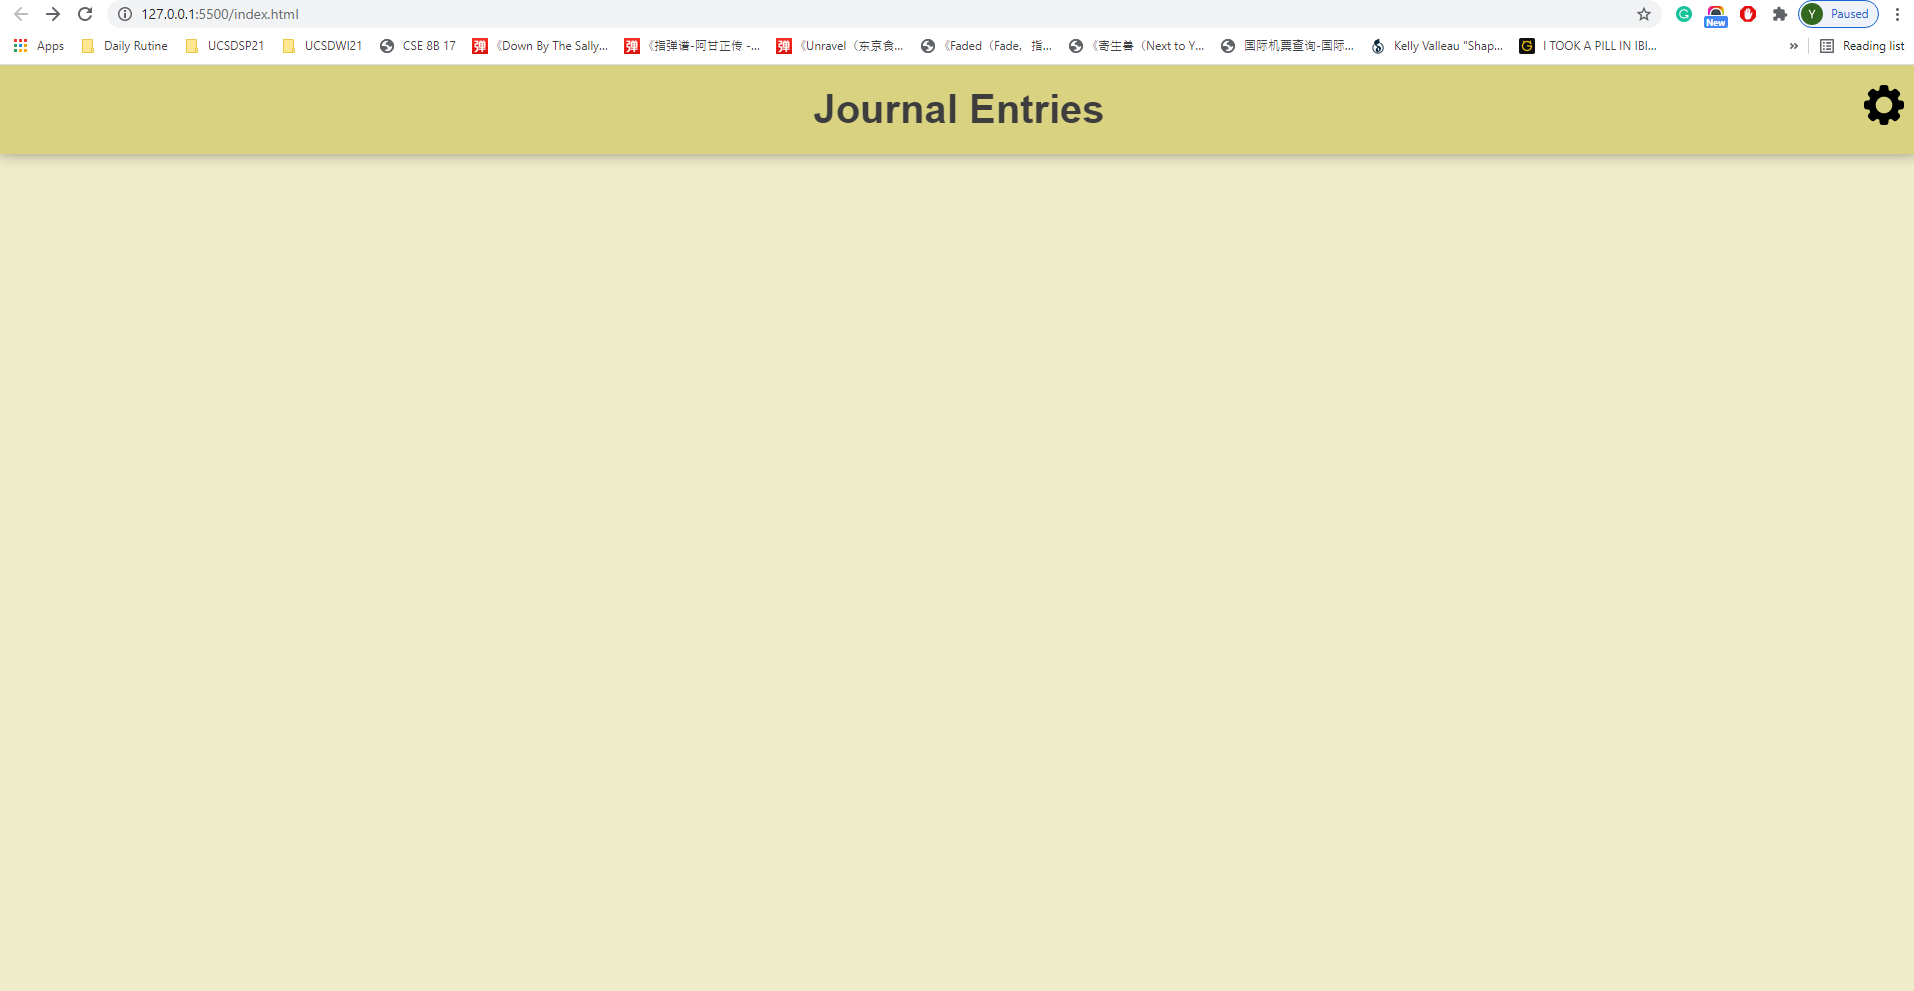 127.0.0.1:5500/index.html
New
Y Paused
Apps Daily Rutine UCSDSP21 UCSDWI21 CSE 8B 17 弹 《Down By The Sally... 弹 《指弹谱-阿甘正传 -... 弹 《Unravel（东京食... 《Faded（Fade, 指... 《寄生兽（Next to Y... 国际机票查询-国际... Kelly Valleau "Shap... G I TOOK A PILL IN IBI... » Reading list
Journal Entries